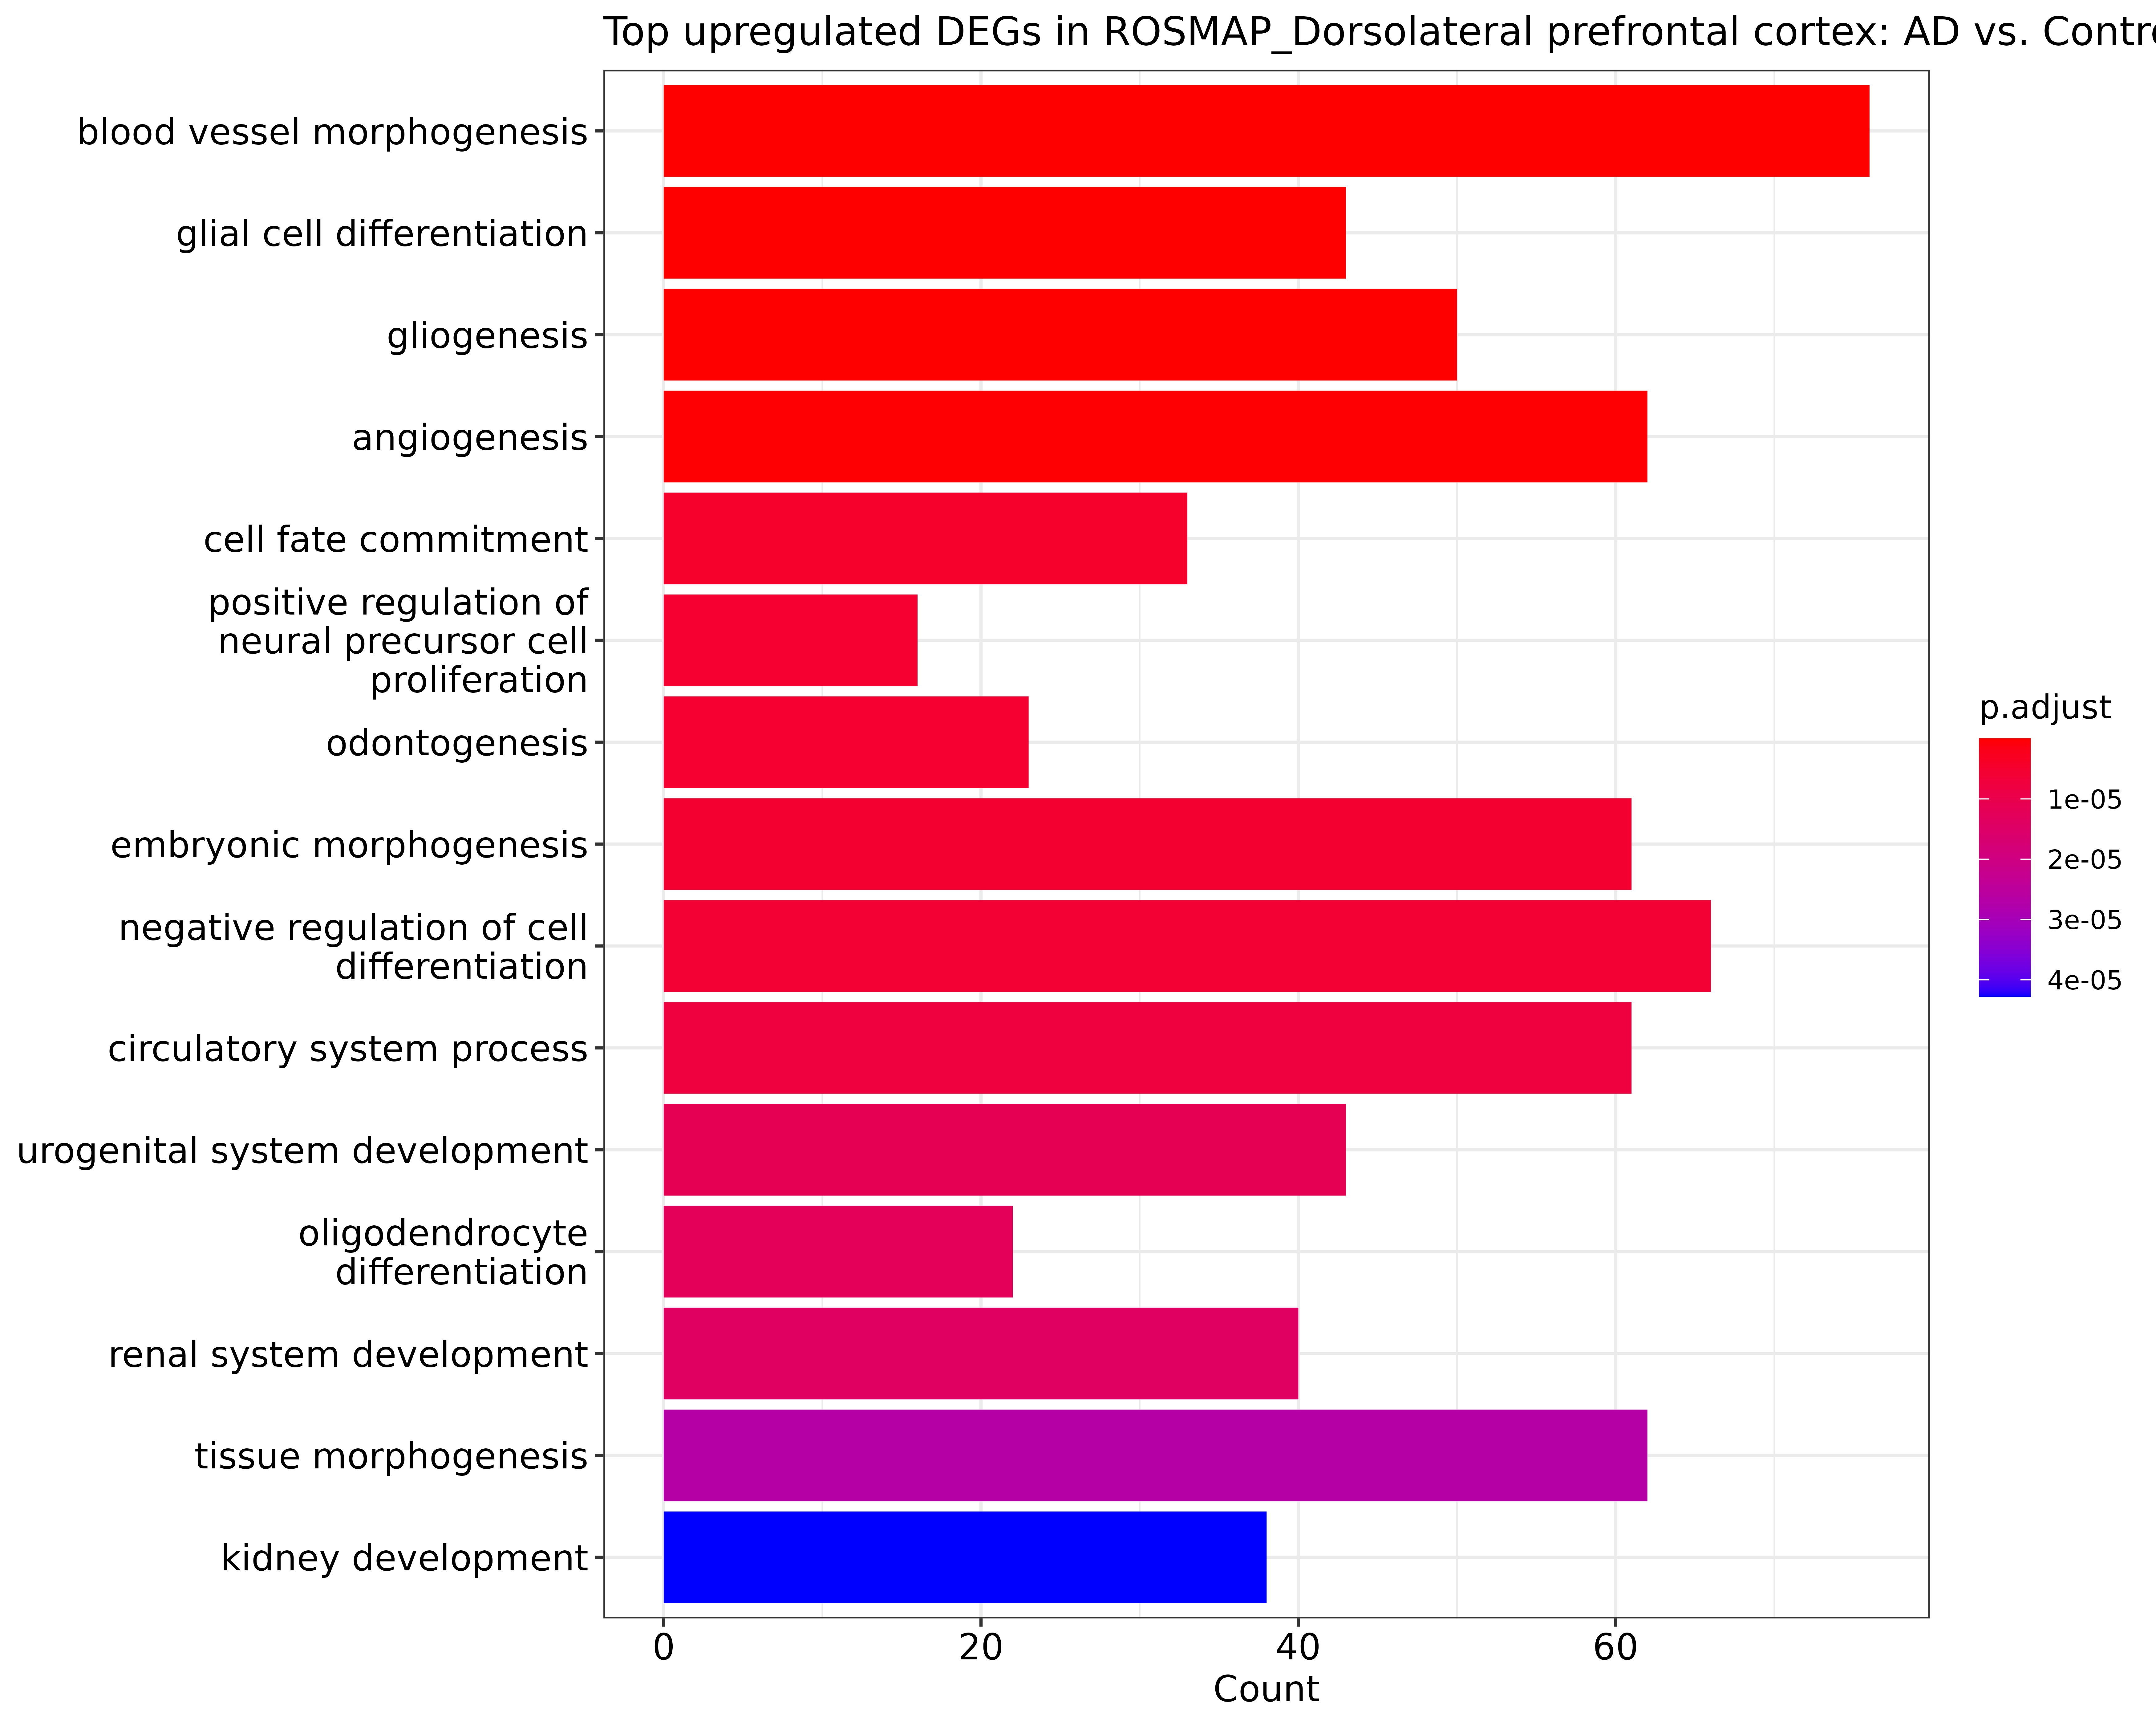 Top upregulated DEGs in ROSMAP_Dorsolateral prefrontal cortex: AD vs. Contro
blood vessel morphogenesis
glial cell differentiation
gliogenesis
angiogenesis
cell fate commitment
positive regulation of
neural precursor cell
proliferation
odontogenesis
embryonic morphogenesis
negative regulation of cell
differentiation
circulatory system process
urogenital system development
oligodendrocyte
differentiation
renal system development
tissue morphogenesis
kidney development
0 20 40 60
Count
p.adjust
1e-05
2e-05
3e-05
4e-05